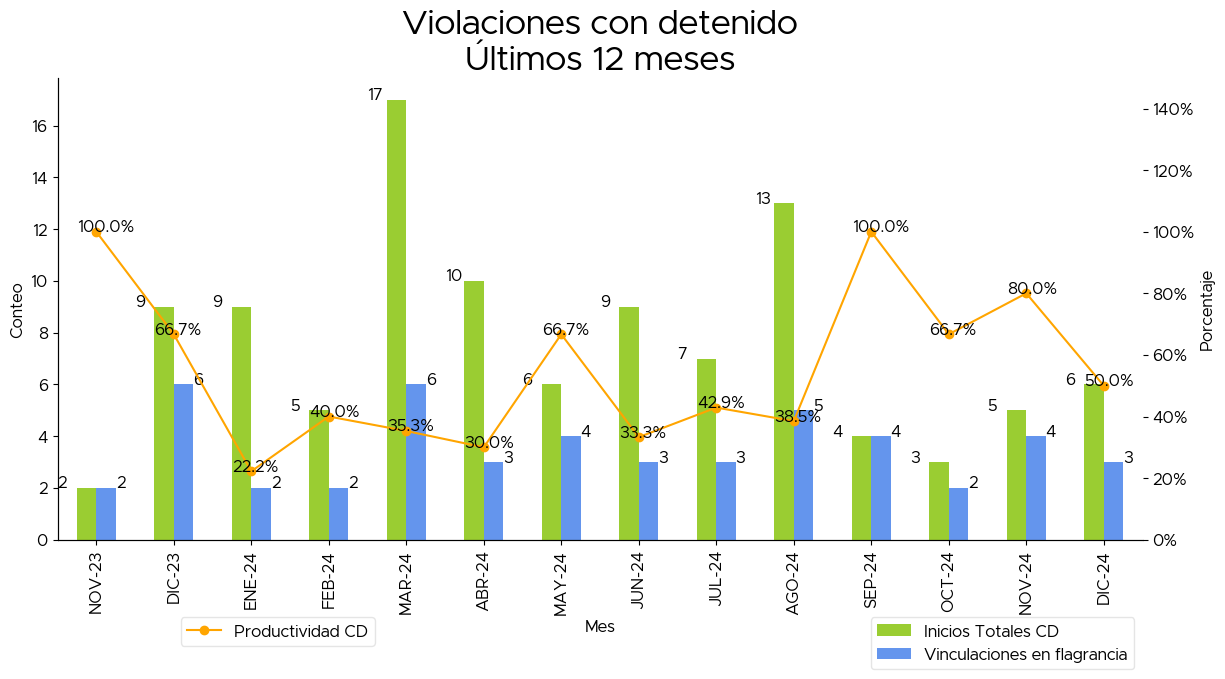 Violaciones con detenido
Últimos 12 meses
Conteo
16
14
12
10
8
6
4
2
0
140%
120%
100%
80%
60%
40%
20%
0%
Porcentaje
2
9
9
5
17
10
6
9
7
13
4
3
5
6
2
6
2
2
6
3
4
3
3
5
4
2
4
3
100.0%
66.7%
22.2%
40.0%
35.3%
30.0%
66.7%
33.3%
42.9%
38.5%
100.0%
66.7%
80.0%
50.0%
NOV-23
DIC-23
ENE-24
FEB-24
MAR-24
ABR-24
MAY-24
JUN-24
JUL-24
AGO-24
SEP-24
OCT-24
NOV-24
DIC-24
Mes
Productividad CD
Inicios Totales CD
Vinculaciones en flagrancia